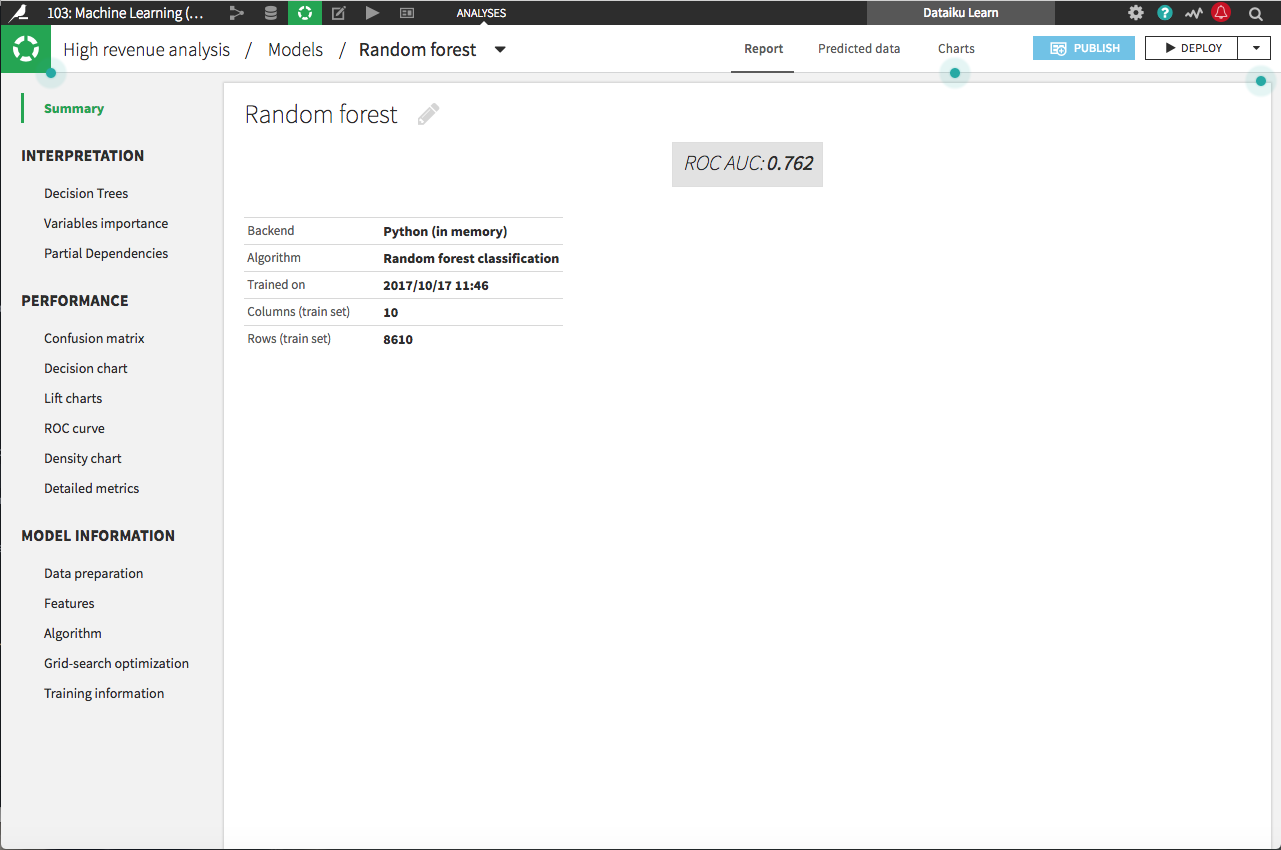 103: Machine Learning (... ANALYSES Dataiku Learn ?
High revenue analysis / Models / Random forest Report Predicted data Charts PUBLISH DEPLOY
Summary
INTERPRETATION
Decision Trees
Variables importance
Partial Dependencies
PERFORMANCE
Confusion matrix
Decision chart
Lift charts
ROC curve
Density chart
Detailed metrics
MODEL INFORMATION
Data preparation
Features
Algorithm
Grid-search optimization
Training information
Random forest
ROC AUC: 0.762
Backend Python (in memory)
Algorithm Random forest classification
Trained on 2017/10/17 11:46
Columns (train set) 10
Rows (train set) 8610